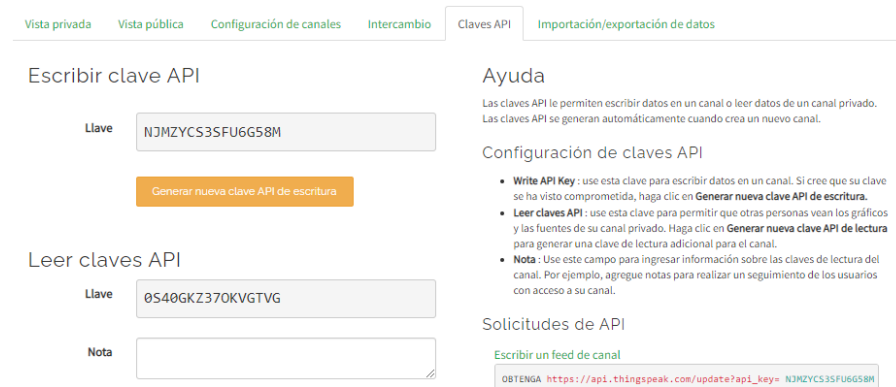 Vista privada Vista pública Configuración de canales Intercambio Claves API Importación/exportación de datos
Escribir clave API
Llave
NJMZYCS3SFU6G58M
Generar nueva clave API de escritura
Leer claves API
Llave
0S40GKZ37OKVGTVG
Nota
Ayuda
Las claves API le permiten escribir datos en un canal o leer datos de un canal privado.
Las claves API se generan automáticamente cuando crea un nuevo canal.
Configuración de claves API
• Write API Key : use esta clave para escribir datos en un canal. Si cree que su clave
se ha visto comprometida, haga clic en Generar nueva clave API de escritura.
• Leer claves API : use esta clave para permitir que otras personas vean los gráficos
y las fuentes de su canal privado. Haga clic en Generar nueva clave API de lectura
para generar una clave de lectura adicional para el canal.
• Nota : Use este campo para ingresar información sobre las claves de lectura del
canal. Por ejemplo, agregue notas para realizar un seguimiento de los usuarios
con acceso a su canal.
Solicitudes de API
Escribir un feed de canal
OBTENGA https://api.thingspeak.com/update?api_key= NJMZYCS3SFU6G58M